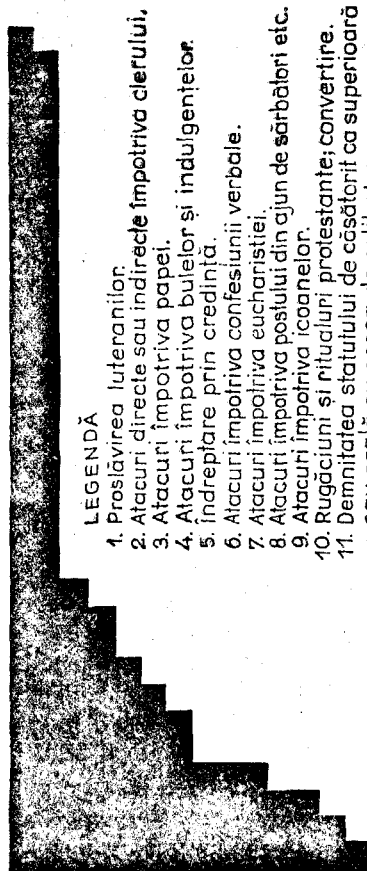 LEGENDĂ
1. Proslăvirea luteranilor.
2. Atacuri directe sau indirecte împotriva clerului,
3. Atacuri împotriva papei.
4. Atacuri împotriva bulelor și indulgențelor.
5. Îndreptare prin credință.
6. Atacuri împotriva confesiunii verbale.
7. Atacuri împotriva eucharistiei.
8. Atacuri împotriva postului din ajun de sărbători etc.
9. Atacuri împotriva icoanelor.
10. Rugăciuni și ritualuri protestante; convertire.
11. Demnitatea statutului de căsătorit ca superioară